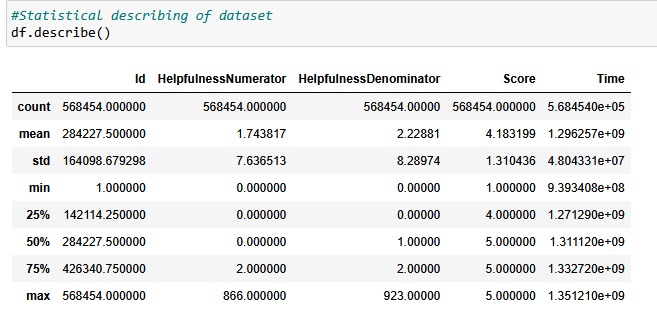 #Statistical describing of dataset
df.describe()
Id HelpfulnessNumerator HelpfulnessDenominator Score Time
count 568454.000000 568454.000000 568454.00000 568454.000000 5.684540e+05
mean 284227.500000 1.743817 2.22881 4.183199 1.296257e+09
std 164098.679298 7.636513 8.28974 1.310436 4.804331e+07
min 1.000000 0.000000 0.00000 1.000000 9.393408e+08
25% 142114.250000 0.000000 0.00000 4.000000 1.271290e+09
50% 284227.500000 0.000000 1.00000 5.000000 1.311120e+09
75% 426340.750000 2.000000 2.00000 5.000000 1.332720e+09
max 568454.000000 866.000000 923.00000 5.000000 1.351210e+09